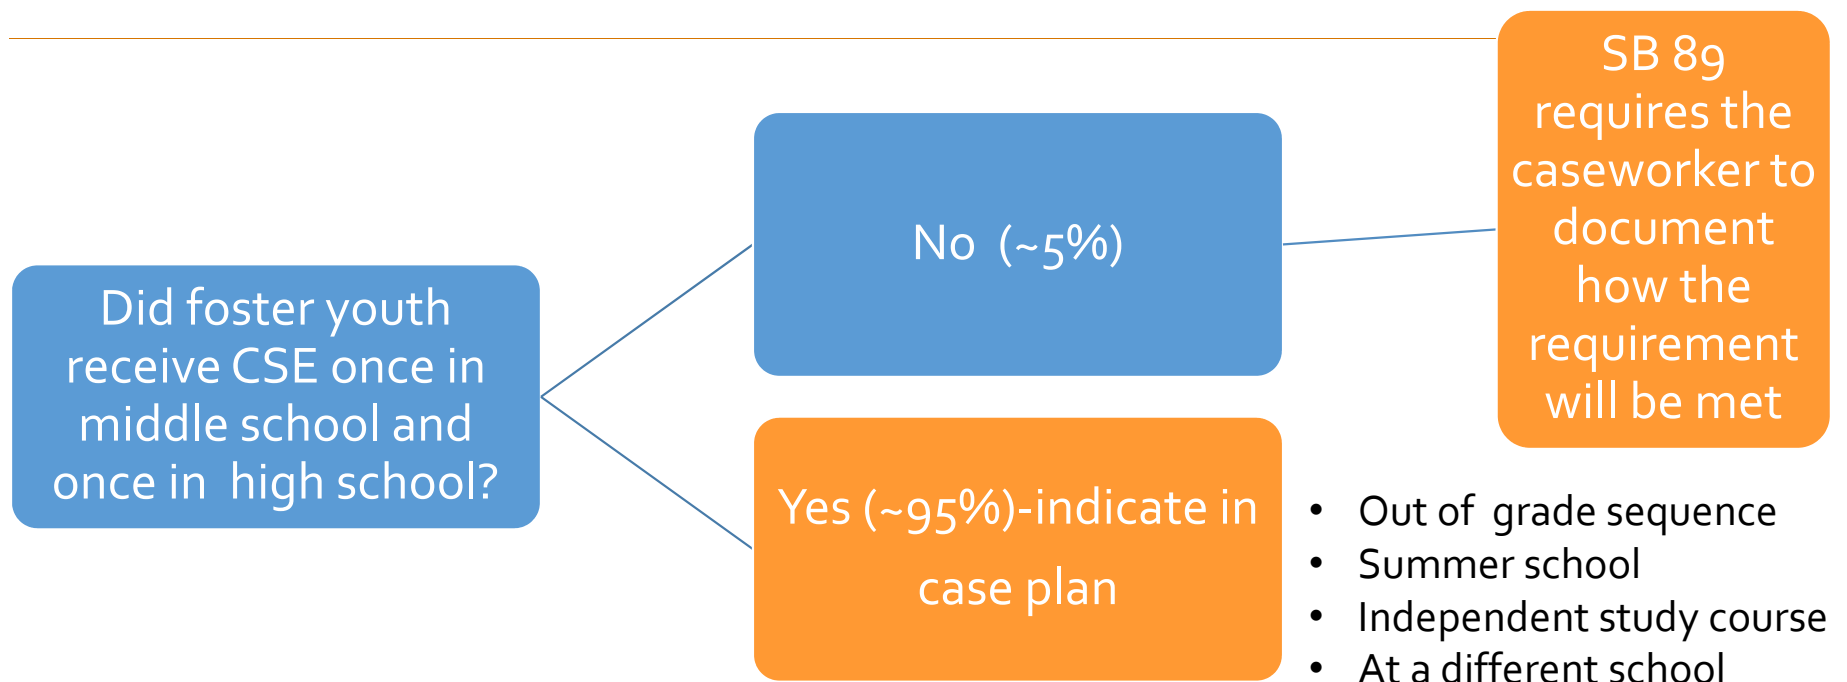 Did foster youth
receive CSE once in
middle school and
once in high school?
No (~5%)
Yes (~95%)-indicate in
case plan
SB 89
requires the
caseworker to
document
how the
requirement
will be met
• Out of grade sequence
• Summer school
• Independent study course
• At a different school